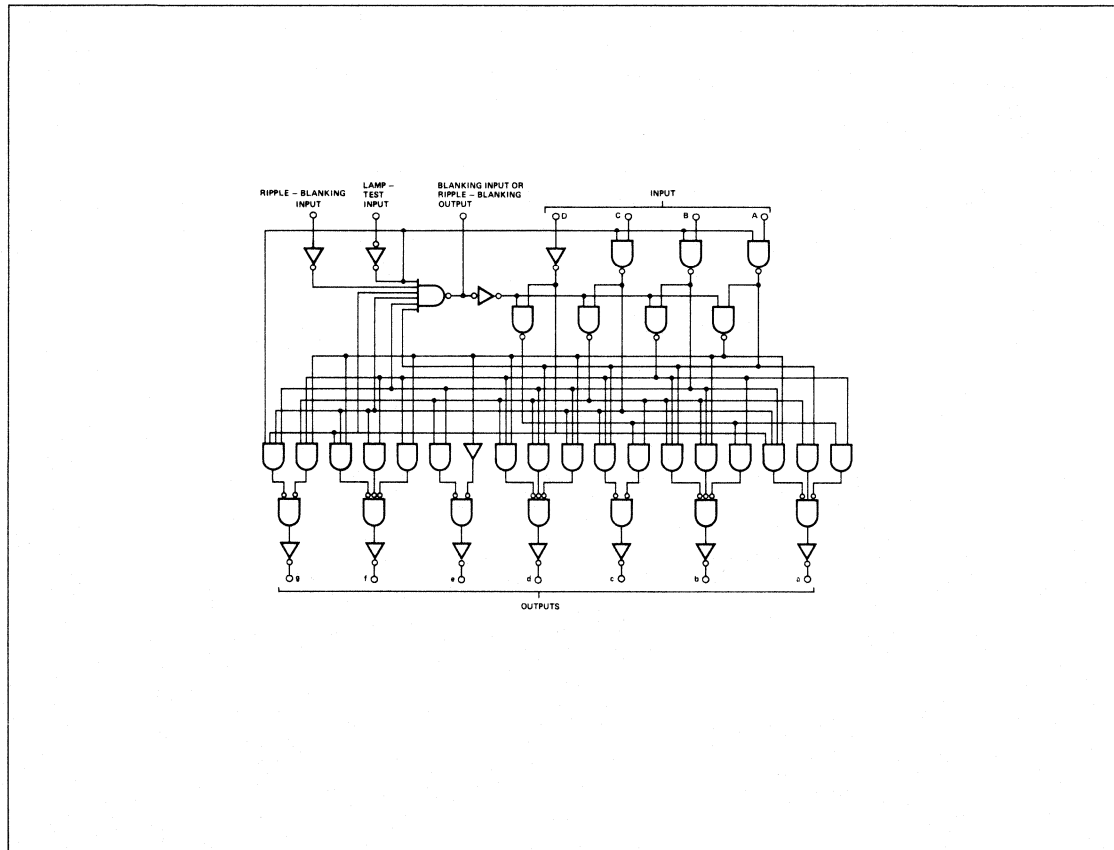 RIPPLE – BLANKING
INPUT
LAMP –
TEST
INPUT
BLANKING INPUT OR
RIPPLE – BLANKING
OUTPUT
INPUT
D
C
B
A
g
f
e
d
c
b
a
OUTPUTS